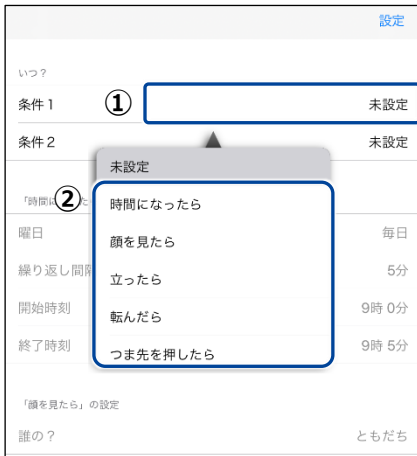 設定
いつ？
条件1 ① 未設定
条件2 未設定
未設定
「時間に ② た
時間になったら
曜日 毎日
顔を見たら
繰り返し間隔 5分
立ったら
開始時刻 9時 0分
転んだら
終了時刻 9時 5分
つま先を押したら
「顔を見たら」の設定
誰の？ ともだち